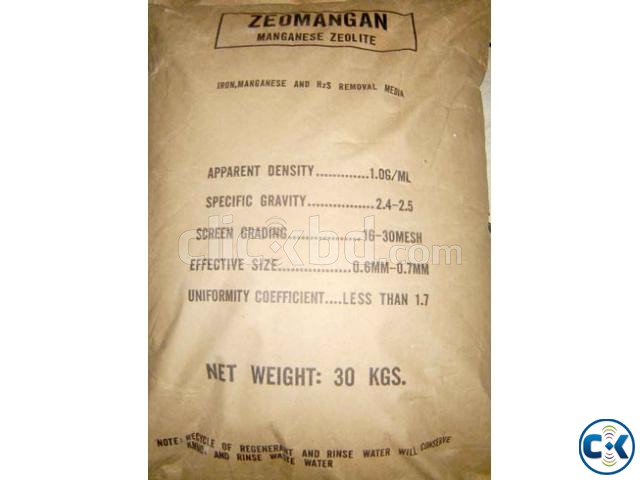 ZEOMANGAN
MANGANESE ZEOLITE
IRON,MANGANESE AND H2S REMOVAL MEDIA
APPARENT DENSITY.............1.0G/ML
SPECIFIC GRAVITY................2.4-2.5
clickbd.com
SCREEN GRADING..................16-30MESH
EFFECTIVE SIZE..................0.6MM-0.7MM
UNIFORMITY COEFFICIENT....LESS THAN 1.7
NET WEIGHT: 30 KGS.
NOTE: RECYCLE OF REGENERANT AND RINSE WATER WILL CONSERVE
AND RINSE WASTE WATER
CK